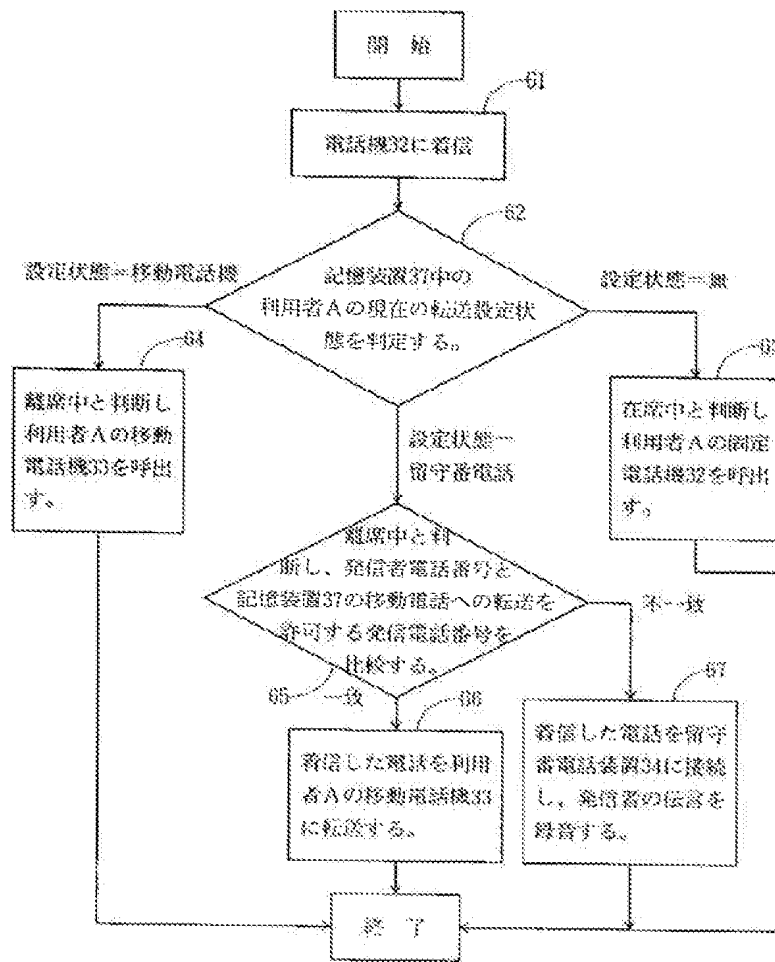 開 始
61
電話機32に着信
62
設定状態=移動電話機
記憶装置37中の
利用者Aの現在の転送設定状
態を判定する。
設定状態=無
64
離席中と判断し
利用者Aの移動
電話機33を呼出
す。
設定状態=
留守番電話
在席中と判断し
利用者Aの固定
電話機32を呼出
す。
離席中と判
断し、発信者電話番号と
記憶装置37の移動電話への転送を
許可する発信電話番号を
比較する。
不一致
65
一致
66
67
着信した電話を利用
者Aの移動電話機33
に転送する。
着信した電話を留守
番電話装置34に接続
し、発信者の伝言を
録音する。
終 了